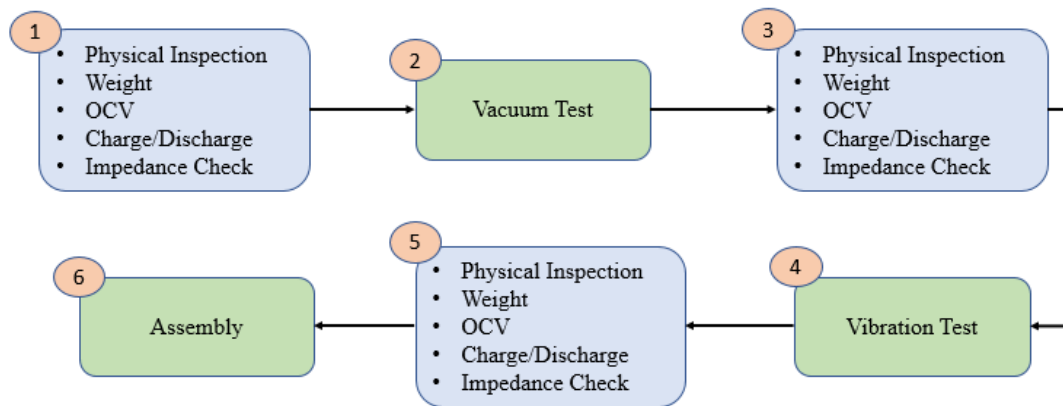 1
• Physical Inspection
• Weight
• OCV
• Charge/Discharge
• Impedance Check
2
Vacuum Test
3
• Physical Inspection
• Weight
• OCV
• Charge/Discharge
• Impedance Check
4
Vibration Test
5
• Physical Inspection
• Weight
• OCV
• Charge/Discharge
• Impedance Check
6
Assembly